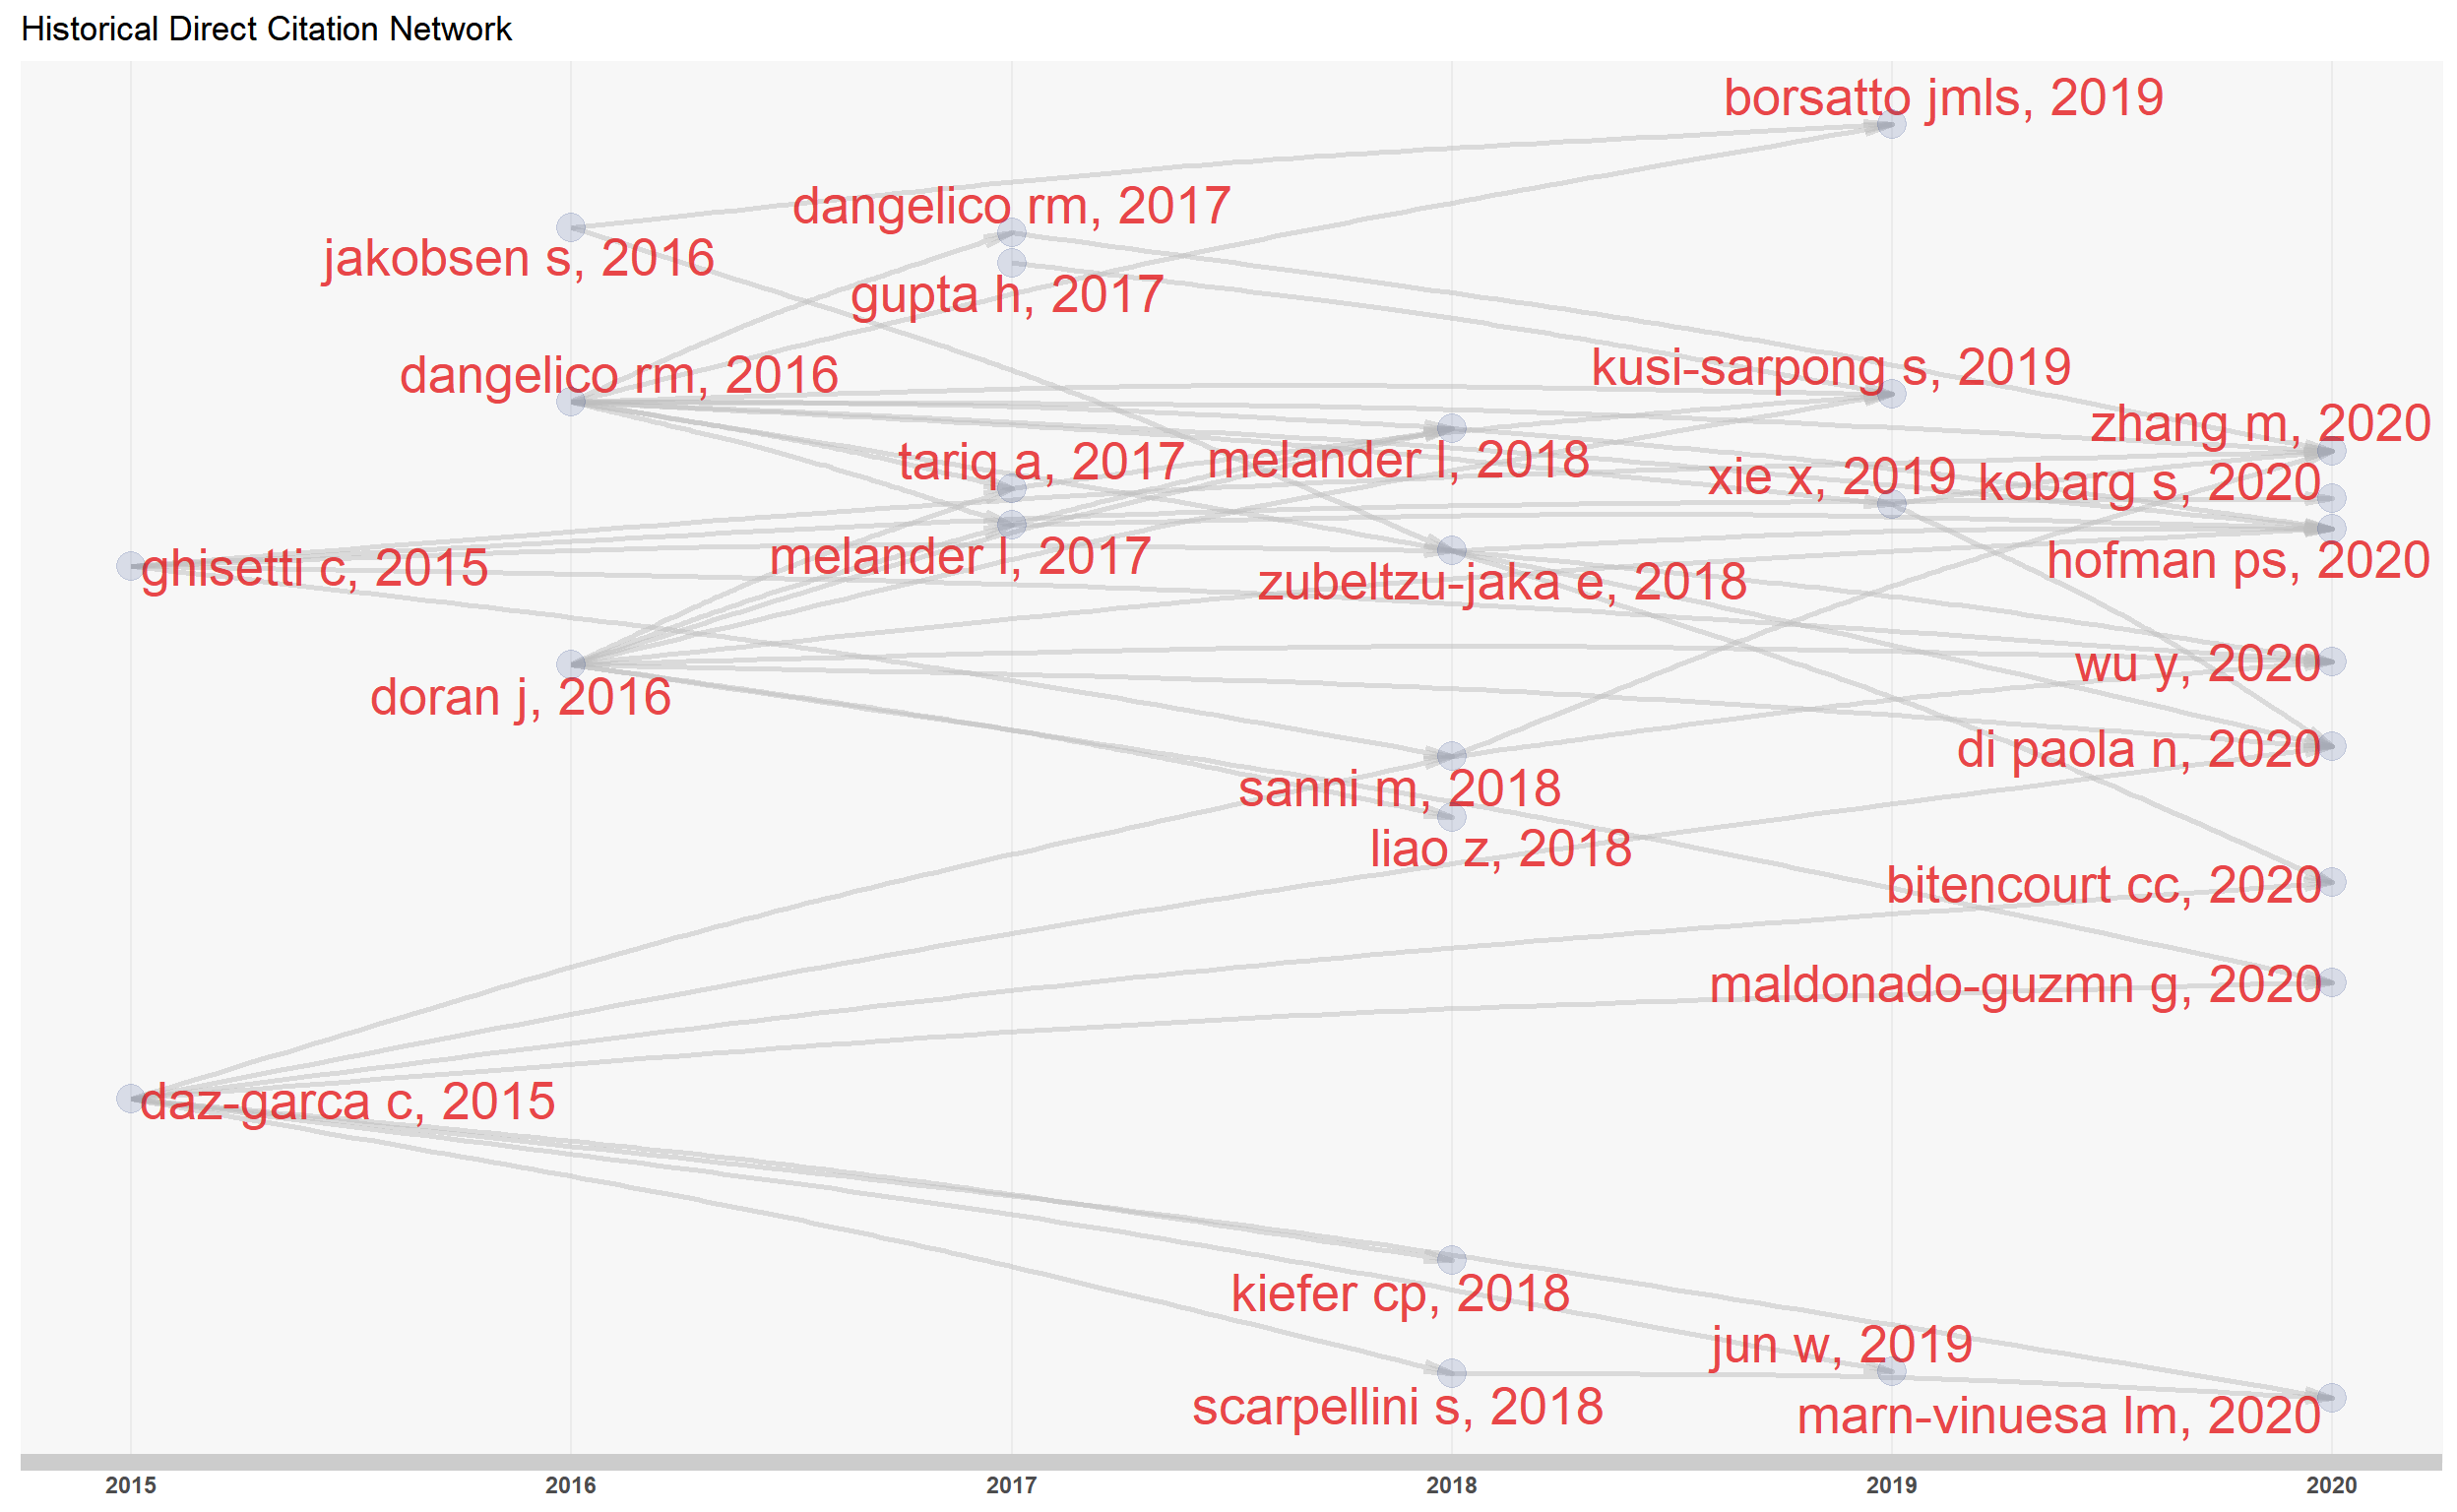 Historical Direct Citation Network
borsatto jmls, 2019
dangelico rm, 2017
jakobsen s, 2016
gupta h, 2017
dangelico rm, 2016
kusi-sarpong s, 2019
zhang m, 2020
tariq a, 2017
melander l, 2018
xie x, 2019
kobarg s, 2020
ghisetti c, 2015
melander l, 2017
zubeltzu-jaka e, 2018
hofman ps, 2020
doran j, 2016
wu y, 2020
di paola n, 2020
sanni m, 2018
liao z, 2018
bitencourt cc, 2020
maldonado-guzmn g, 2020
daz-garca c, 2015
kiefer cp, 2018
jun w, 2019
scarpellini s, 2018
marn-vinuesa lm, 2020
2015 2016 2017 2018 2019 2020